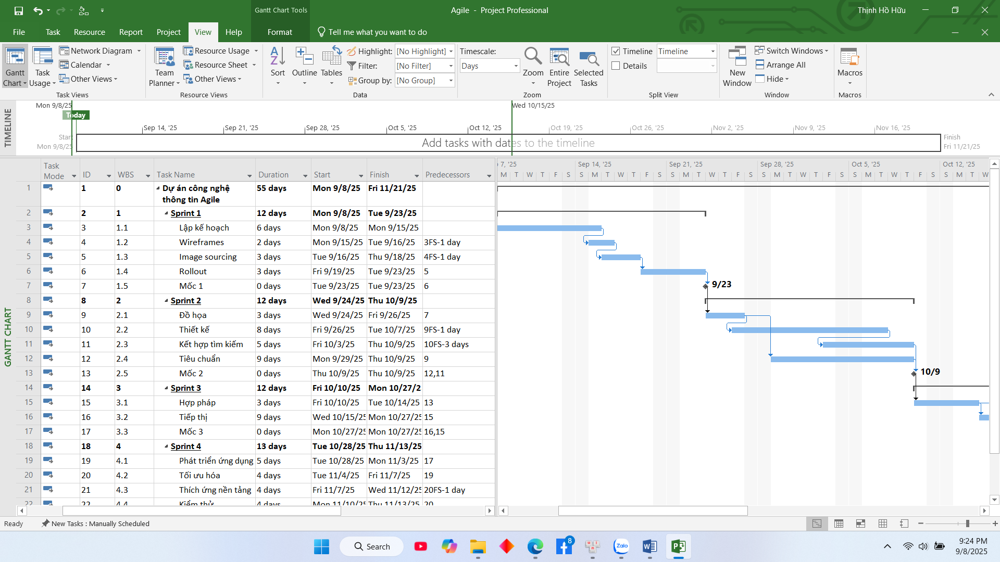 Gantt Chart Tools
Agile - Project Professional
Thịnh Hồ Hữu
File Task Resource Report Project View Help Format Tell me what you want to do
Gantt Chart
Task Usage
Network Diagram
Calendar
Other Views
Task Views
Team Planner
Resource Usage
Resource Sheet
Other Views
Resource Views
Sort
Outline
Tables
Highlight: [No Highlight]
Filter: [No Filter]
Group by: [No Group]
Data
Timescale:
Days
Zoom
Entire Project
Selected Tasks
Zoom
Timeline Timeline
Details
Split View
New Window
Switch Windows
Arrange All
Hide
Window
Macros
Macros
TIMELINE
Mon 9/8/25
Wed 10/15/25
Today
Sep 14, '25 Sep 21, '25 Sep 28, '25 Oct 5, '25 Oct 12, '25 Oct 19, '25 Oct 26, '25 Nov 2, '25 Nov 9, '25 Nov 16, '25
Start
Mon 9/8/25
Add tasks with dates to the timeline
Finish
Fri 11/21/25
GANTT CHART
Task Mode ID WBS Task Name Duration Start Finish Predecessors
7, '25 Sep 14, '25 Sep 21, '25 Sep 28, '25 Oct 5, '25 Oct 12, '25
M T W T F S S M T W T F S S M T W T F S S M T W T F S S M T W T F S S M T W
1 1 0 Dự án công nghệ thông tin Agile 55 days Mon 9/8/25 Fri 11/21/25
2 2 1 Sprint 1 12 days Mon 9/8/25 Tue 9/23/25
3 3 1.1 Lập kế hoạch 6 days Mon 9/8/25 Mon 9/15/25
4 4 1.2 Wireframes 2 days Mon 9/15/25 Tue 9/16/25 3FS-1 day
5 5 1.3 Image sourcing 3 days Tue 9/16/25 Thu 9/18/25 4FS-1 day
6 6 1.4 Rollout 3 days Fri 9/19/25 Tue 9/23/25 5
7 7 1.5 Mốc 1 0 days Tue 9/23/25 Tue 9/23/25 6
9/23
8 8 2 Sprint 2 12 days Wed 9/24/25 Thu 10/9/25
9 9 2.1 Đồ họa 3 days Wed 9/24/25 Fri 9/26/25 7
10 10 2.2 Thiết kế 8 days Fri 9/26/25 Tue 10/7/25 9FS-1 day
11 11 2.3 Kết hợp tìm kiếm 5 days Fri 10/3/25 Thu 10/9/25 10FS-3 days
12 12 2.4 Tiêu chuẩn 9 days Mon 9/29/25 Thu 10/9/25 9
13 13 2.5 Mốc 2 0 days Thu 10/9/25 Thu 10/9/25 12,11
10/9
14 14 3 Sprint 3 12 days Fri 10/10/25 Mon 10/27/2
15 15 3.1 Hợp pháp 3 days Fri 10/10/25 Tue 10/14/25 13
16 16 3.2 Tiếp thị 9 days Wed 10/15/25 Mon 10/27/25 15
17 17 3.3 Mốc 3 0 days Mon 10/27/25 Mon 10/27/25 16,15
18 18 4 Sprint 4 13 days Tue 10/28/25 Thu 11/13/25
19 19 4.1 Phát triển ứng dụng 5 days Tue 10/28/25 Mon 11/3/25 17
20 20 4.2 Tối ưu hóa 4 days Tue 11/4/25 Fri 11/7/25 19
21 21 4.3 Thích ứng nền tảng 4 days Fri 11/7/25 Wed 11/12/25 20FS-1 day
22 22 4.4 Kiểm thử 4 days Mon 11/10/25 Thu 11/13/25 20
Ready New Tasks : Manually Scheduled
Search
8
Zalo
9:24 PM
9/8/2025